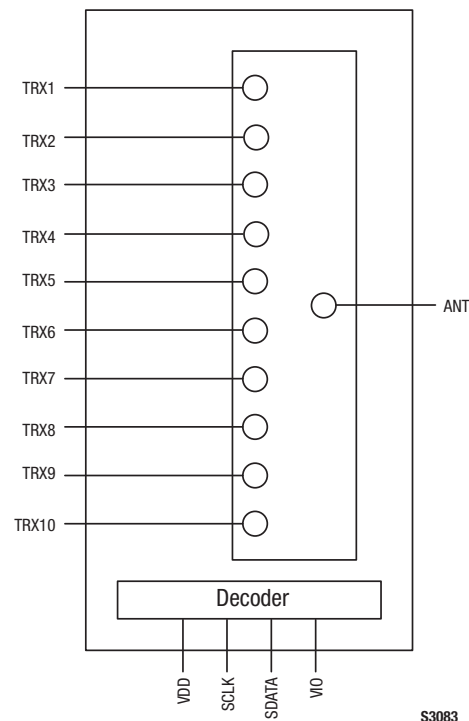 TRX1
TRX2
TRX3
TRX4
TRX5
TRX6
TRX7
TRX8
TRX9
TRX10
ANT
Decoder
VDD
SCLK
SDATA
VIO
S3083